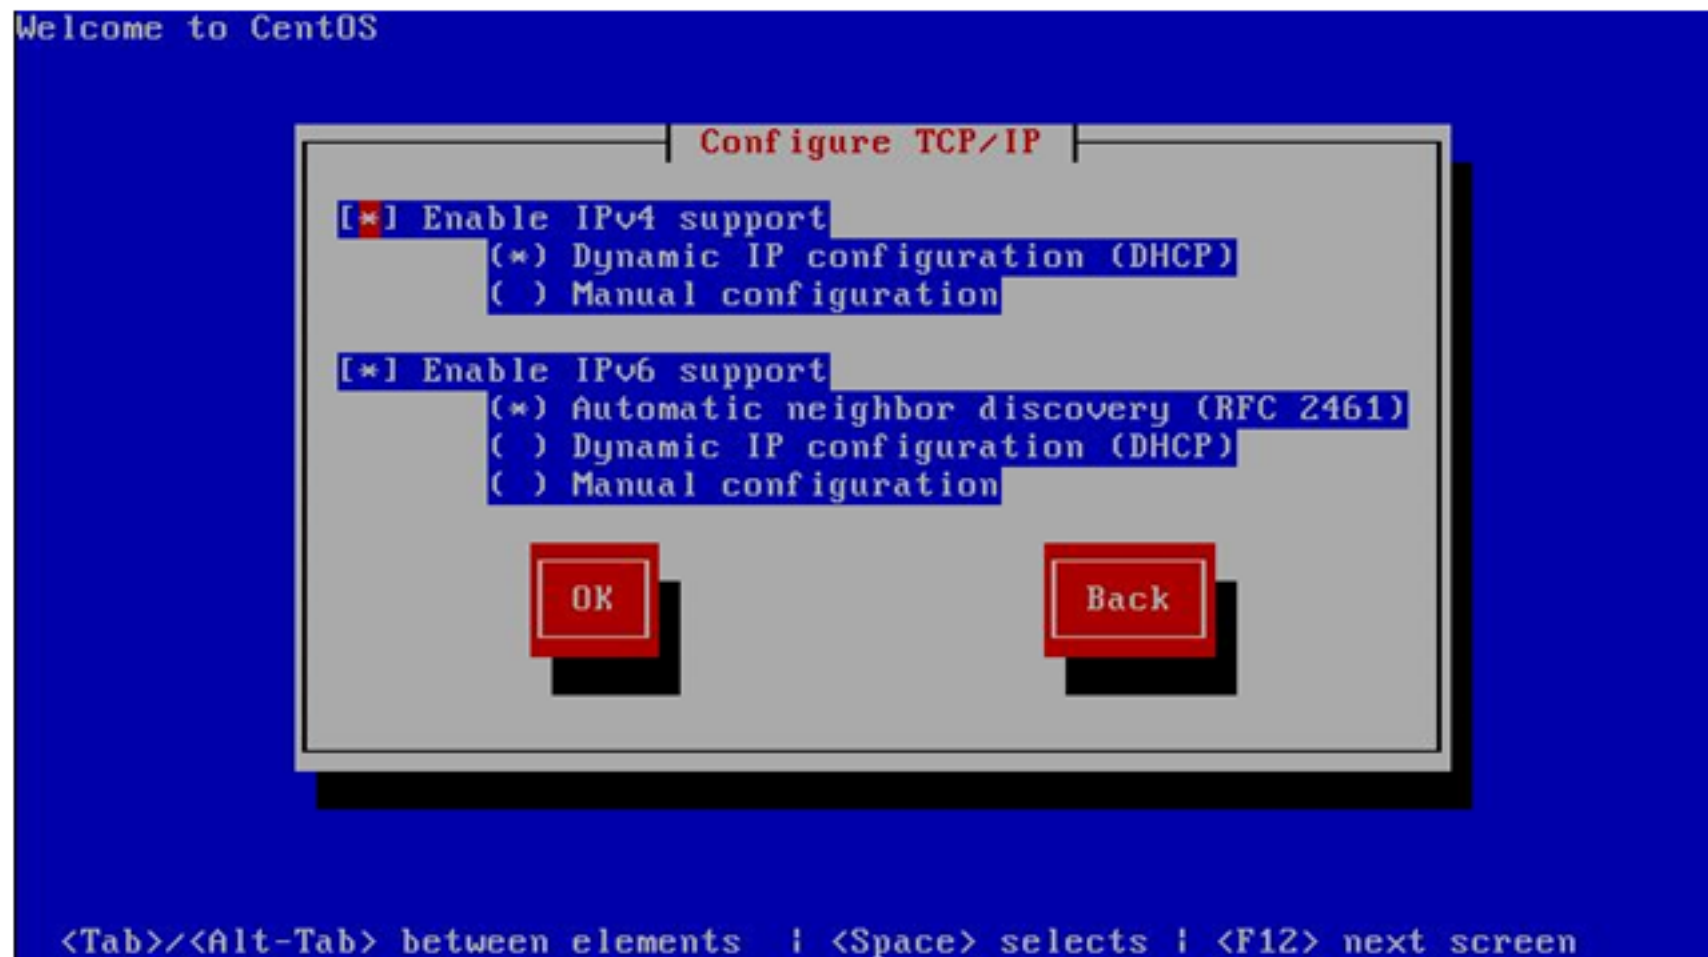 Welcome to CentOS
Configure TCP/IP
[*] Enable IPv4 support
(*) Dynamic IP configuration (DHCP)
( ) Manual configuration
[*] Enable IPv6 support
(*) Automatic neighbor discovery (RFC 2461)
( ) Dynamic IP configuration (DHCP)
( ) Manual configuration
OK Back
<Tab>/<Alt-Tab> between elements | <Space> selects | <F12> next screen